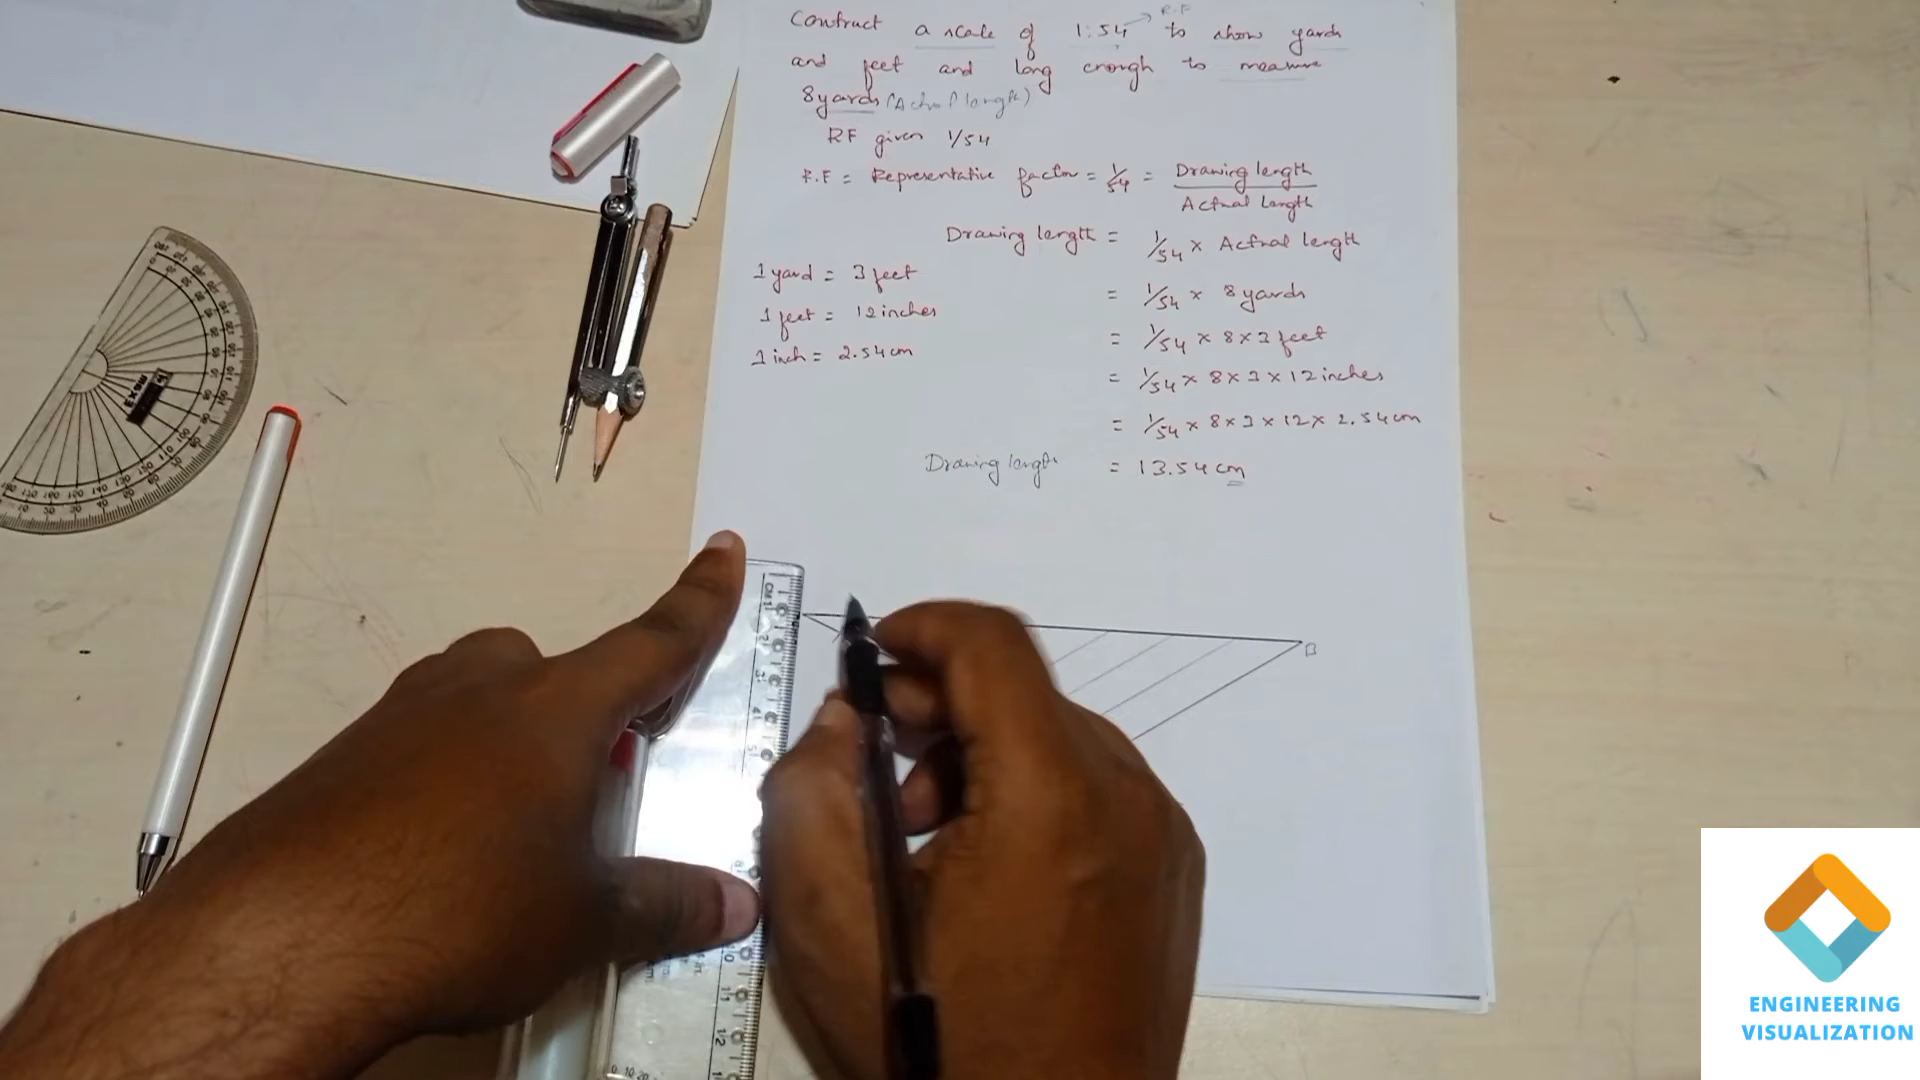 Construct a scale of 1:54 → R.F to show yards
and feet and long enough to measure
8 yards (Actual length)
RF given 1/54
R.F = Representative factor = 1/54 = Drawing length
Actual Length
Drawing length = 1/54 × Actual length
1 yard = 3 feet
= 1/54 × 8 yards
1 feet = 12 inches
= 1/54 × 8 × 3 feet
1 inch = 2.54 cm
= 1/54 × 8 × 3 × 12 inches
= 1/54 × 8 × 3 × 12 × 2.54 cm
Drawing length = 13.54 cm
B
ENGINEERING
VISUALIZATION